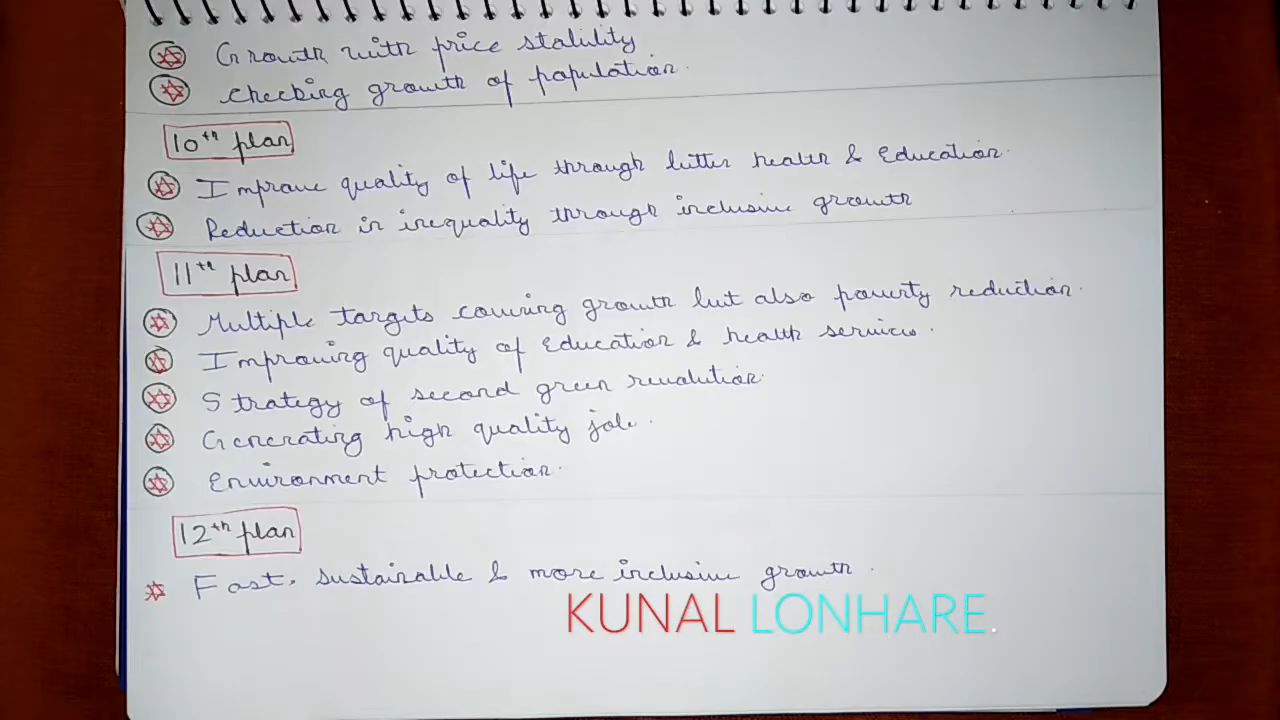 Growth with price stability
Checking growth of population.
10th plan
Improve quality of life through better health & Education.
Reduction in inequality through inclusive growth
11th plan
Multiple targets covering growth but also poverty reduction.
Improving quality of Education & health services.
Strategy of second green revolution.
Generating high quality job.
Environment protection.
12th plan
Fast, sustainable & more inclusive growth.
KUNAL LONHARE.